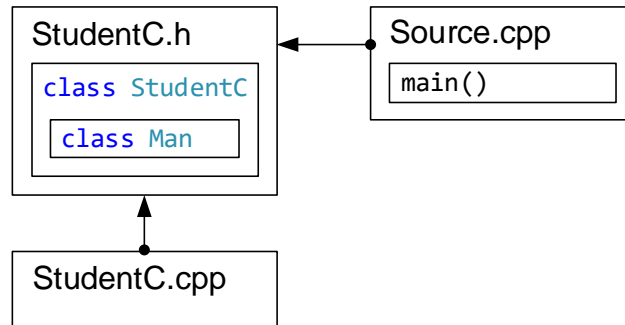 StudentC.h
class StudentC
class Man
Source.cpp
main()
StudentC.cpp